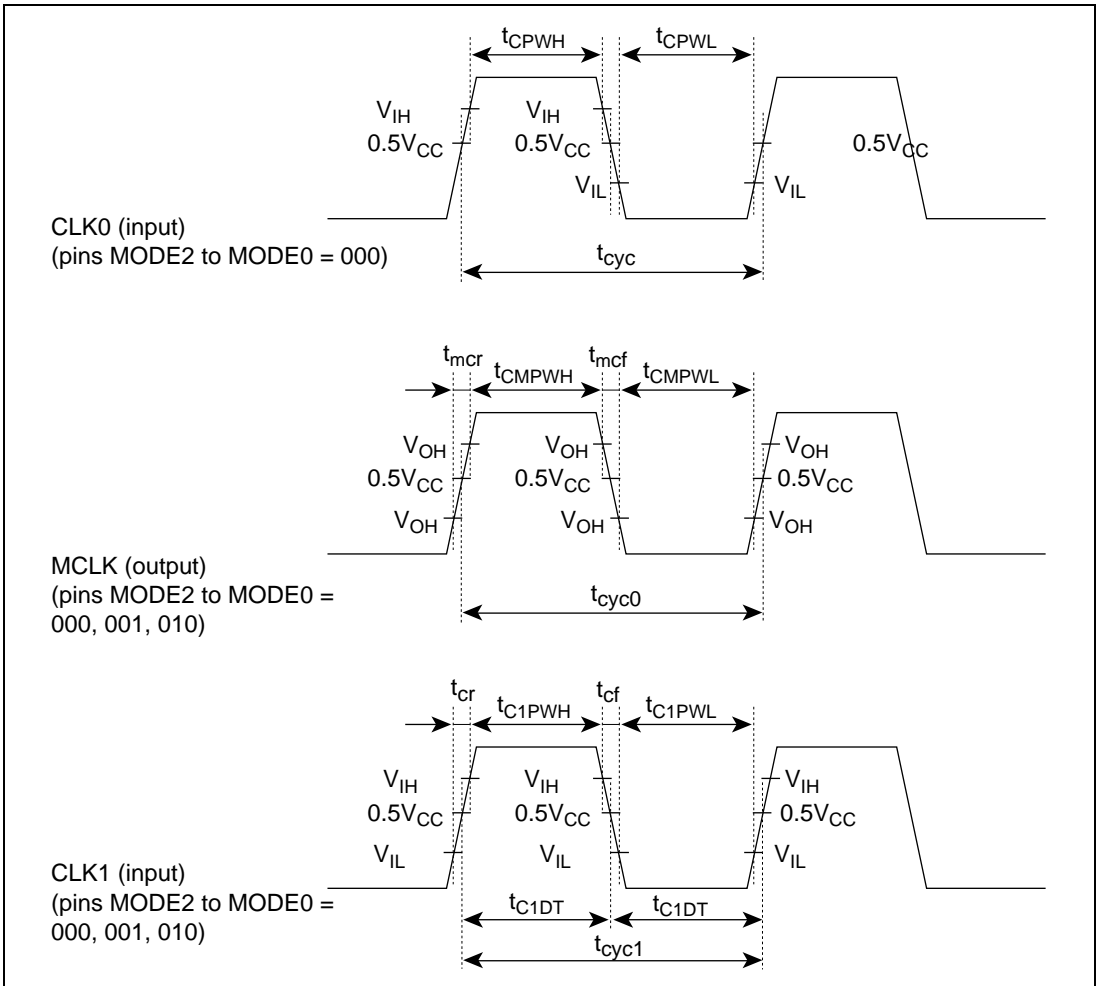 tCPWH tCPWL
VIH VIH
0.5VCC 0.5VCC 0.5VCC
VIL VIL
CLK0 (input)
(pins MODE2 to MODE0 = 000)
tcyc
tmcr tCMPWH tmcf tCMPWL
VOH VOH VOH
0.5VCC 0.5VCC 0.5VCC
VOH VOH VOH
MCLK (output)
(pins MODE2 to MODE0 =
000, 001, 010)
tcyc0
tcr tC1PWH tcf tC1PWL
VIH VIH VIH
0.5VCC 0.5VCC 0.5VCC
VIL VIL VIL
CLK1 (input)
(pins MODE2 to MODE0 =
000, 001, 010)
tC1DT tC1DT
tcyc1